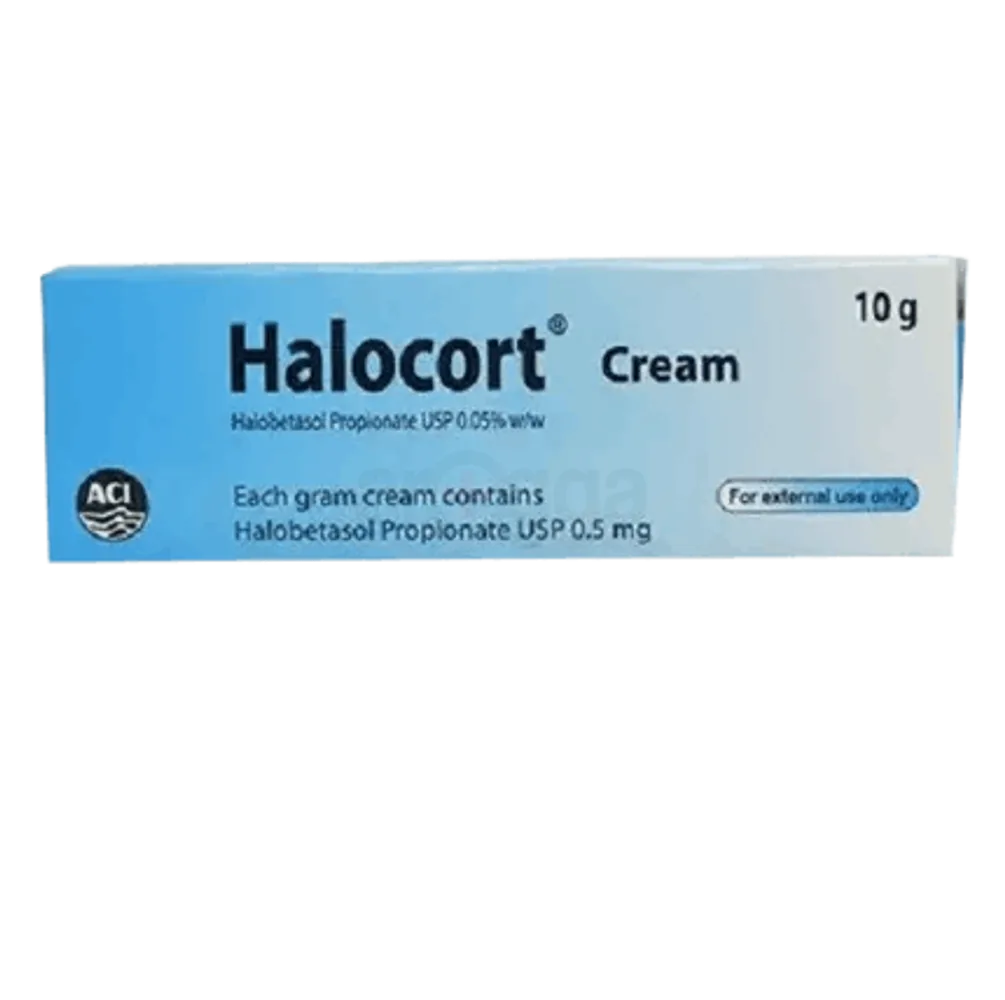 10 g
Halocort® Cream
Halobetasol Propionate USP 0.05% w/w
ACI
Each gram cream contains
Halobetasol Propionate USP 0.5 mg
For external use only
arogga